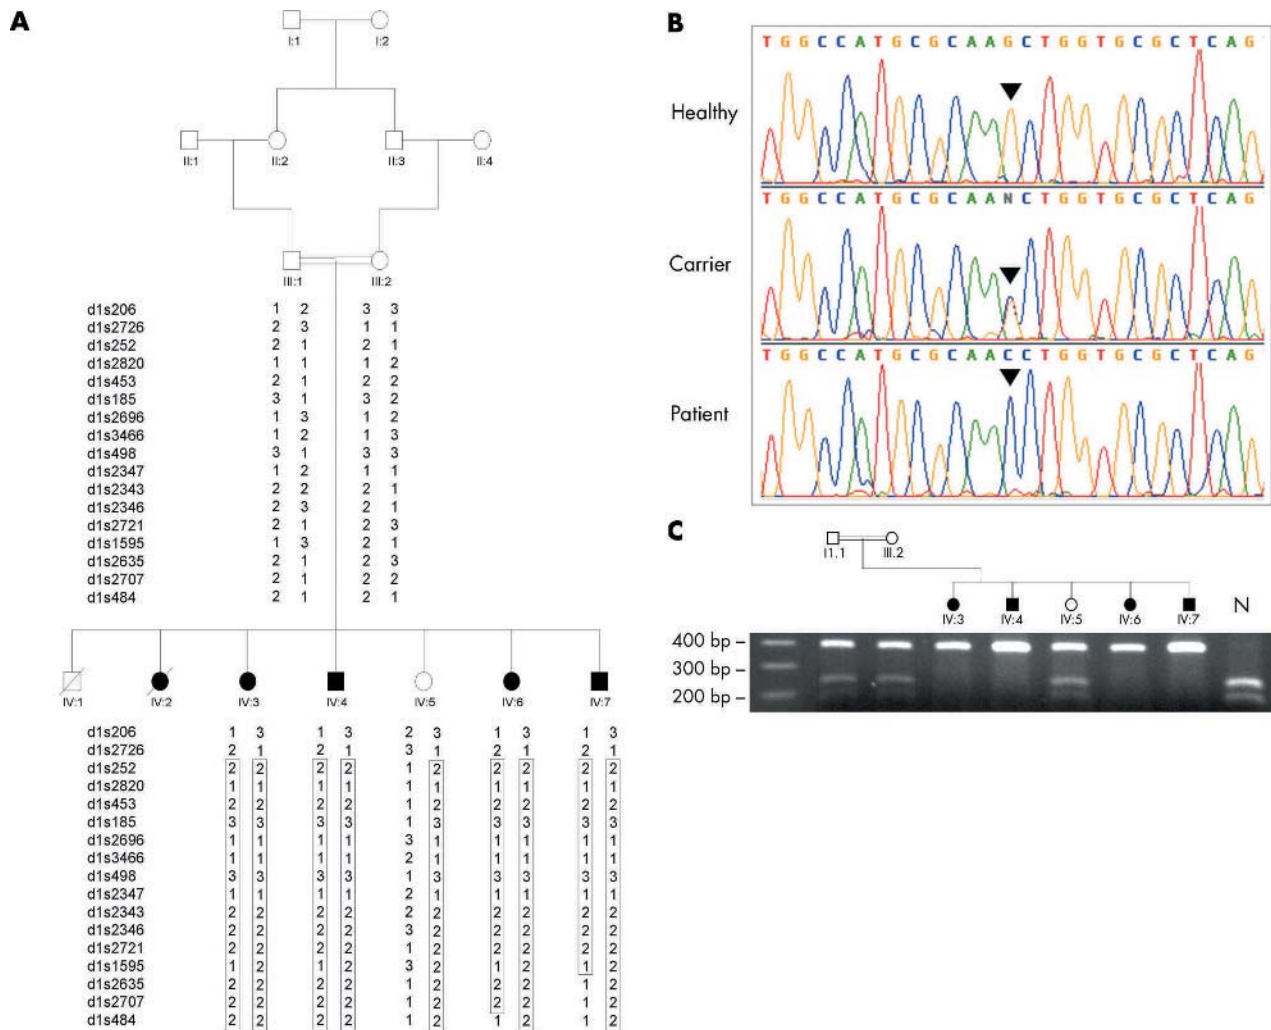 A
I:1 I:2
II:1 II:2 II:3 II:4
III:1 III:2
d1s206 1 2 3 3
d1s2726 2 3 1 1
d1s252 2 1 2 1
d1s2820 1 1 1 2
d1s453 2 1 2 2
d1s185 3 1 3 2
d1s2696 1 3 1 2
d1s3466 1 2 1 3
d1s498 3 1 3 3
d1s2347 1 2 1 1
d1s2343 2 2 2 1
d1s2346 2 3 2 1
d1s2721 2 1 2 3
d1s1595 1 3 2 1
d1s2635 2 1 2 3
d1s2707 2 1 2 2
d1s484 2 1 2 1
IV:1 IV:2 IV:3 IV:4 IV:5 IV:6 IV:7
d1s206 1 3 1 3 2 3 1 3 1 3
d1s2726 2 1 2 1 3 1 2 1 2 1
d1s252 2 2 2 2 1 2 2 2 2 2
d1s2820 1 1 1 1 1 1 1 1 1 1
d1s453 2 2 2 2 1 2 2 2 2 2
d1s185 3 3 3 3 1 3 3 3 3 3
d1s2696 1 1 1 1 3 1 1 1 1 1
d1s3466 1 1 1 1 2 1 1 1 1 1
d1s498 3 3 3 3 1 3 3 3 3 3
d1s2347 1 1 1 1 2 1 1 1 1 1
d1s2343 2 2 2 2 2 2 2 2 2 2
d1s2346 2 2 2 2 3 2 2 2 2 2
d1s2721 2 2 2 2 1 2 2 2 2 2
d1s1595 1 2 1 2 3 2 1 2 1 2
d1s2635 2 2 2 2 1 2 2 2 1 2
d1s2707 2 2 2 2 1 2 2 2 1 2
d1s484 2 2 2 2 1 2 1 2 1 2
B
T G G C C A T G C G C A A G C T G G T G C G C T C A G
Healthy
T G G C C A T G C G C A A N C T G G T G C G C T C A G
Carrier
T G G C C A T G C G C A A C C T G G T G C G C T C A G
Patient
C
I1.1 III.2
IV:3 IV:4 IV:5 IV:6 IV:7 N
400 bp –
300 bp –
200 bp –